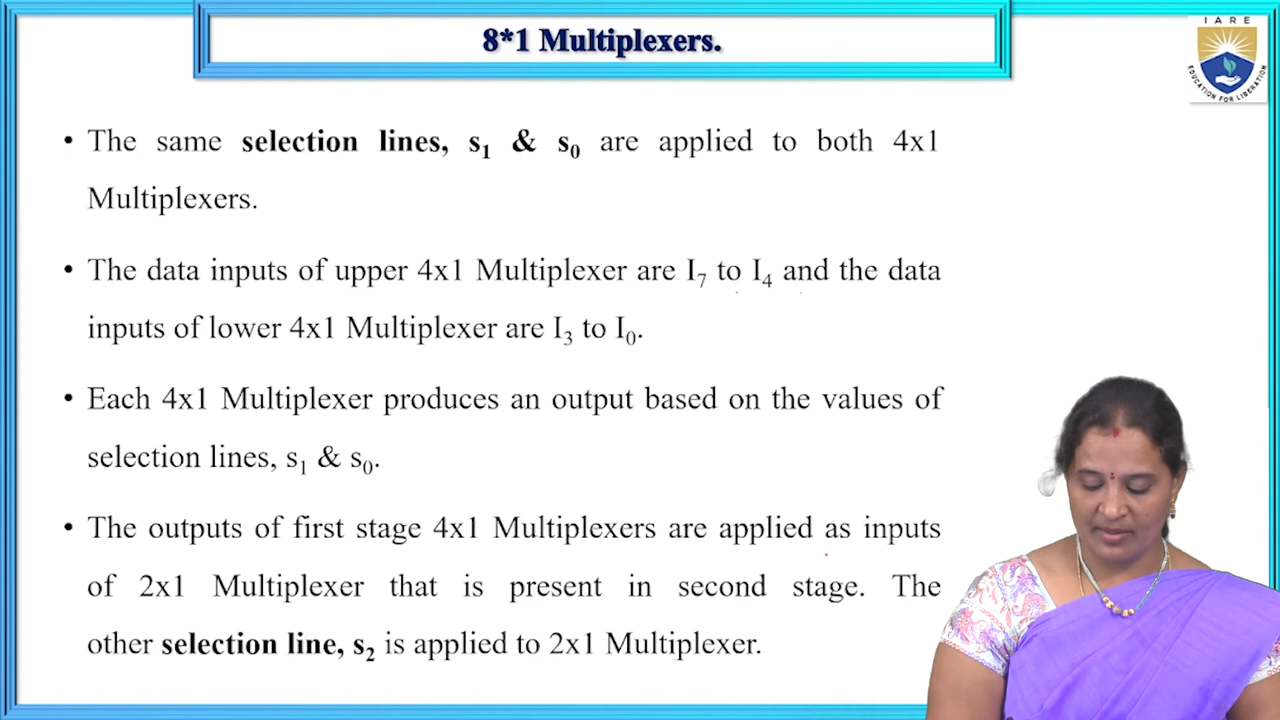 8*1 Multiplexers.
IARE
EDUCATION FOR LIBERATION
• The same selection lines, s₁ & s₀ are applied to both 4x1
Multiplexers.
• The data inputs of upper 4x1 Multiplexer are I₇ to I₄ and the data
inputs of lower 4x1 Multiplexer are I₃ to I₀.
• Each 4x1 Multiplexer produces an output based on the values of
selection lines, s₁ & s₀.
• The outputs of first stage 4x1 Multiplexers are applied as inputs
of 2x1 Multiplexer that is present in second stage. The
other selection line, s₂ is applied to 2x1 Multiplexer.